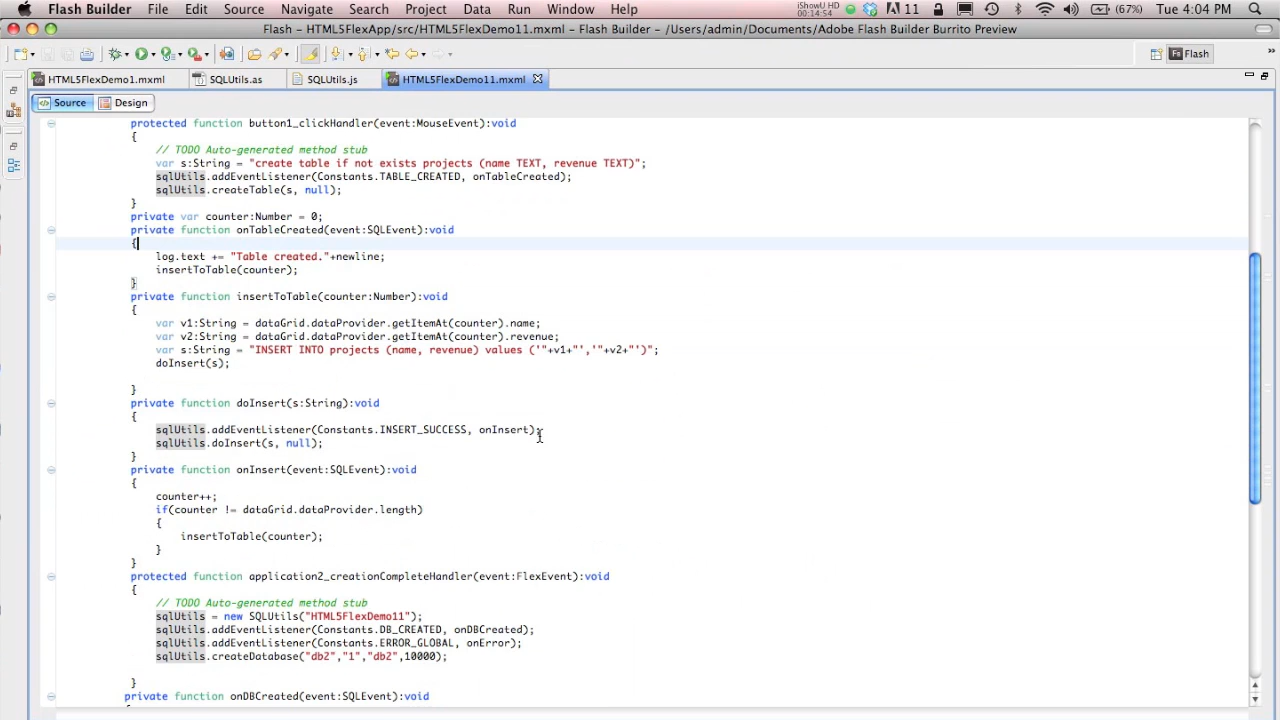 Flash Builder File Edit Source Navigate Search Project Data Run Window Help iShowU HD 00:14:54 11 (67%) Tue 4:04 PM
Flash - HTML5FlexApp/src/HTML5FlexDemo11.mxml - Flash Builder - /Users/admin/Documents/Adobe Flash Builder Burrito Preview
Fs Flash
HTML5FlexDemo1.mxml SQLUtils.as SQLUtils.js HTML5FlexDemo11.mxml
Source Design
protected function button1_clickHandler(event:MouseEvent):void
{
// TODO Auto-generated method stub
var s:String = "create table if not exists projects (name TEXT, revenue TEXT)";
sqlUtils.addEventListener(Constants.TABLE_CREATED, onTableCreated);
sqlUtils.createTable(s, null);
}
private var counter:Number = 0;
private function onTableCreated(event:SQLEvent):void
{
log.text += "Table created."+newline;
insertToTable(counter);
}
private function insertToTable(counter:Number):void
{
var v1:String = dataGrid.dataProvider.getItemAt(counter).name;
var v2:String = dataGrid.dataProvider.getItemAt(counter).revenue;
var s:String = "INSERT INTO projects (name, revenue) values ('"+v1+"','"+v2+"')";
doInsert(s);
}
private function doInsert(s:String):void
{
sqlUtils.addEventListener(Constants.INSERT_SUCCESS, onInsert);
sqlUtils.doInsert(s, null);
}
private function onInsert(event:SQLEvent):void
{
counter++;
if(counter != dataGrid.dataProvider.length)
{
insertToTable(counter);
}
}
protected function application2_creationCompleteHandler(event:FlexEvent):void
{
// TODO Auto-generated method stub
sqlUtils = new SQLUtils("HTML5FlexDemo11");
sqlUtils.addEventListener(Constants.DB_CREATED, onDBCreated);
sqlUtils.addEventListener(Constants.ERROR_GLOBAL, onError);
sqlUtils.createDatabase("db2","1","db2",10000);
}
private function onDBCreated(event:SQLEvent):void